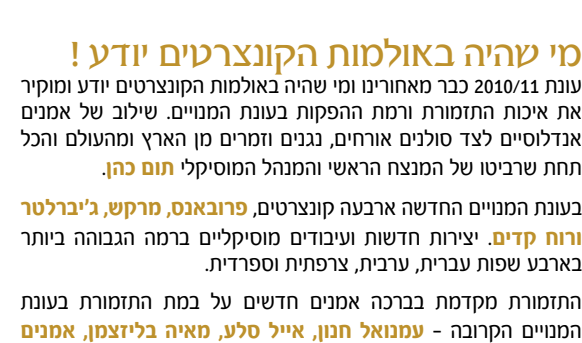 מי שהיה באולמות הקונצרטים יודע !
עונת 2010/11 כבר מאחורינו ומי שהיה באולמות הקונצרטים יודע ומוקיר
את איכות התזמורת ורמת ההפקות בעונת המנויים. שילוב של אמנים
אנדלוסיים לצד סולנים אורחים, נגנים וזמרים מן הארץ ומהעולם והכל
תחת שרביטו של המנצח הראשי והמנהל המוסיקלי תום כהן.
בעונת המנויים החדשה ארבעה קונצרטים, פרובאנס, מרקש, ג'יברלטר
ורוח קדים. יצירות חדשות ועיבודים מוסיקליים ברמה הגבוהה ביותר
בארבע שפות עברית, ערבית, צרפתית וספרדית.
התזמורת מקדמת בברכה אמנים חדשים על במת התזמורת בעונת
המנויים הקרובה – עמנואל חנון, אייל סלע, מאיה בליזצמן, אמנים